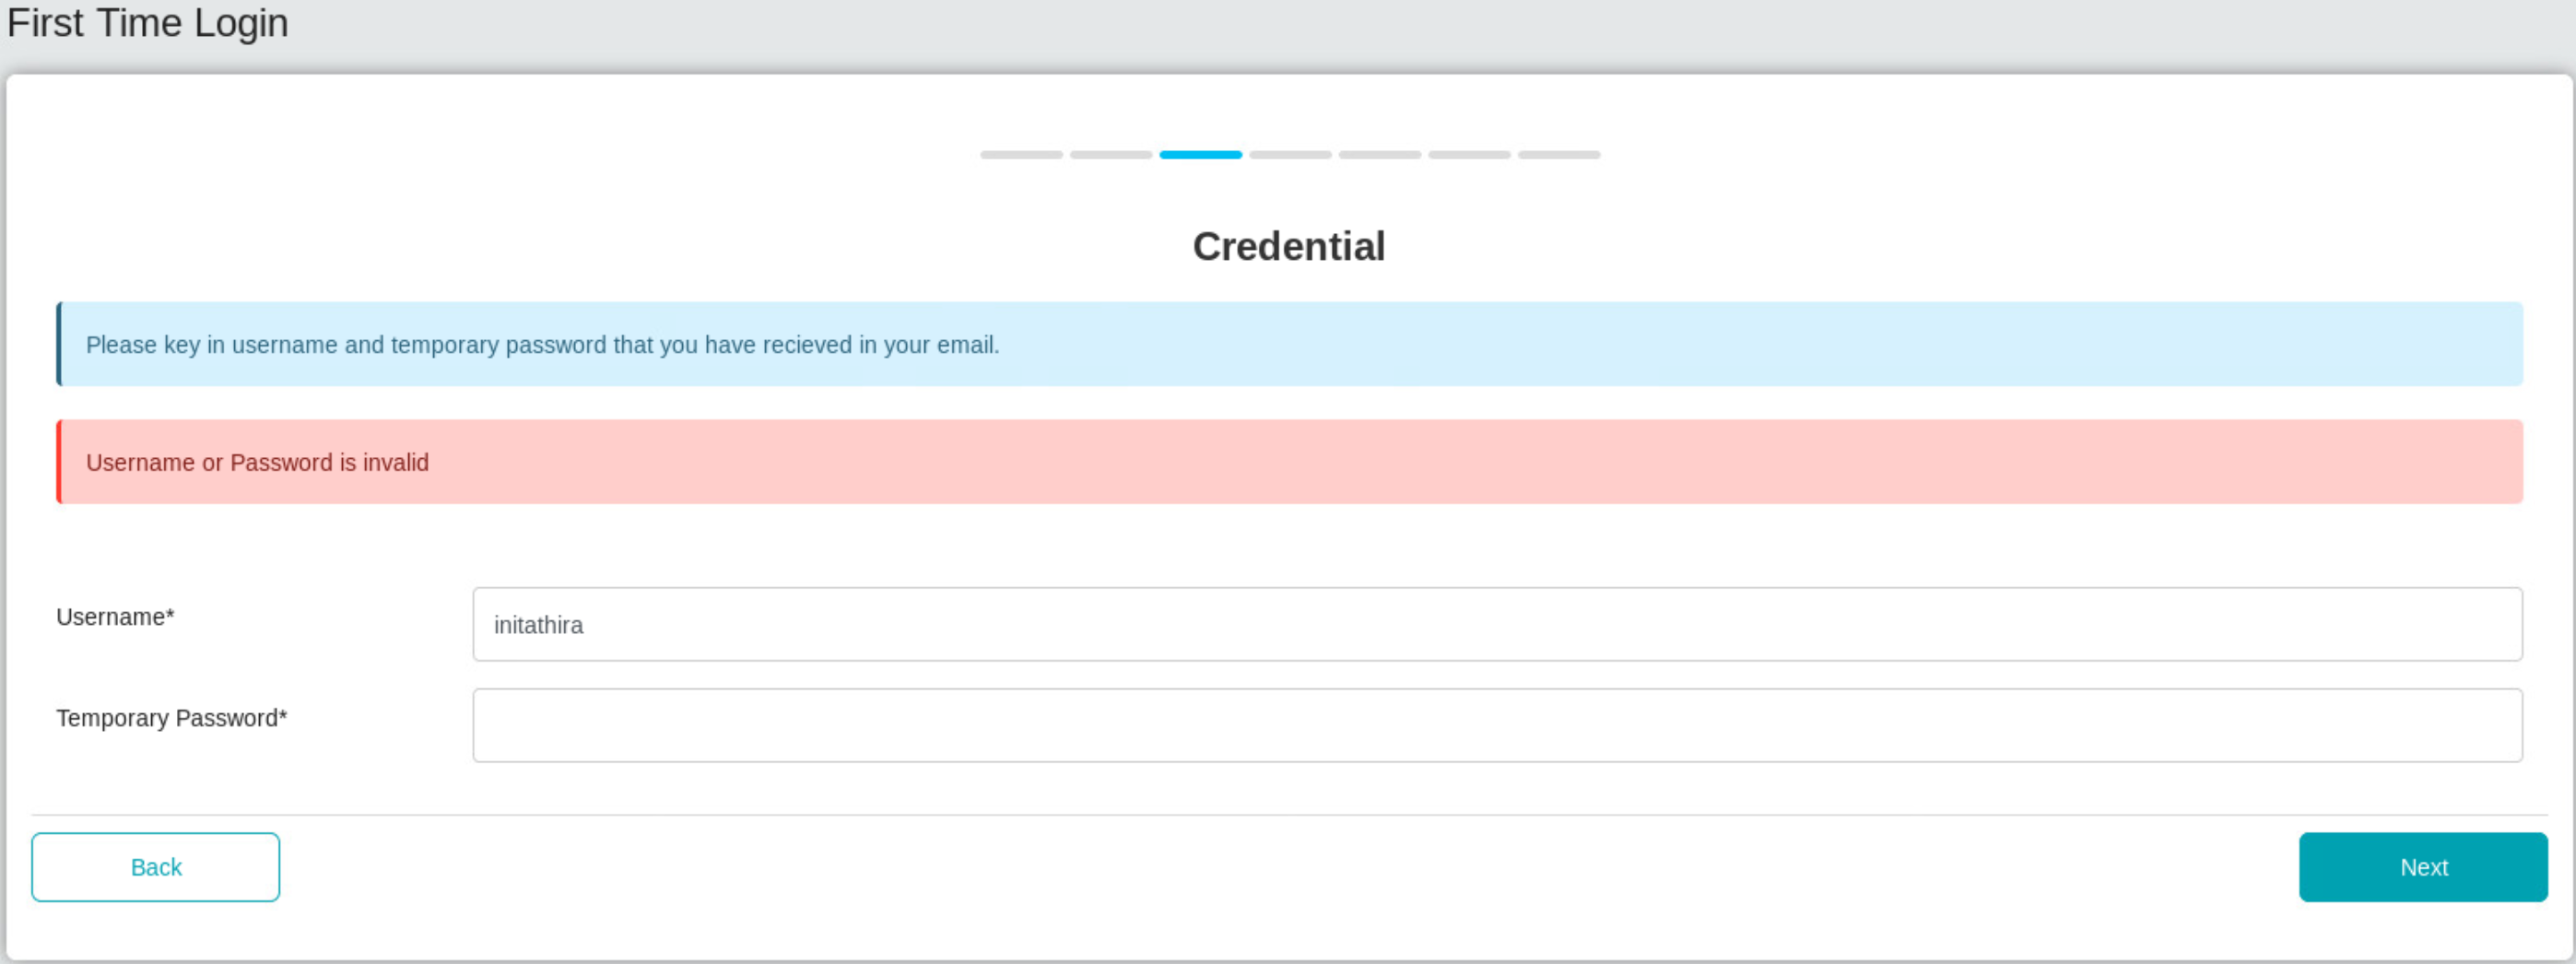 First Time Login
Credential
Please key in username and temporary password that you have recieved in your email.
Username or Password is invalid
Username*
initathira
Temporary Password*
Back
Next